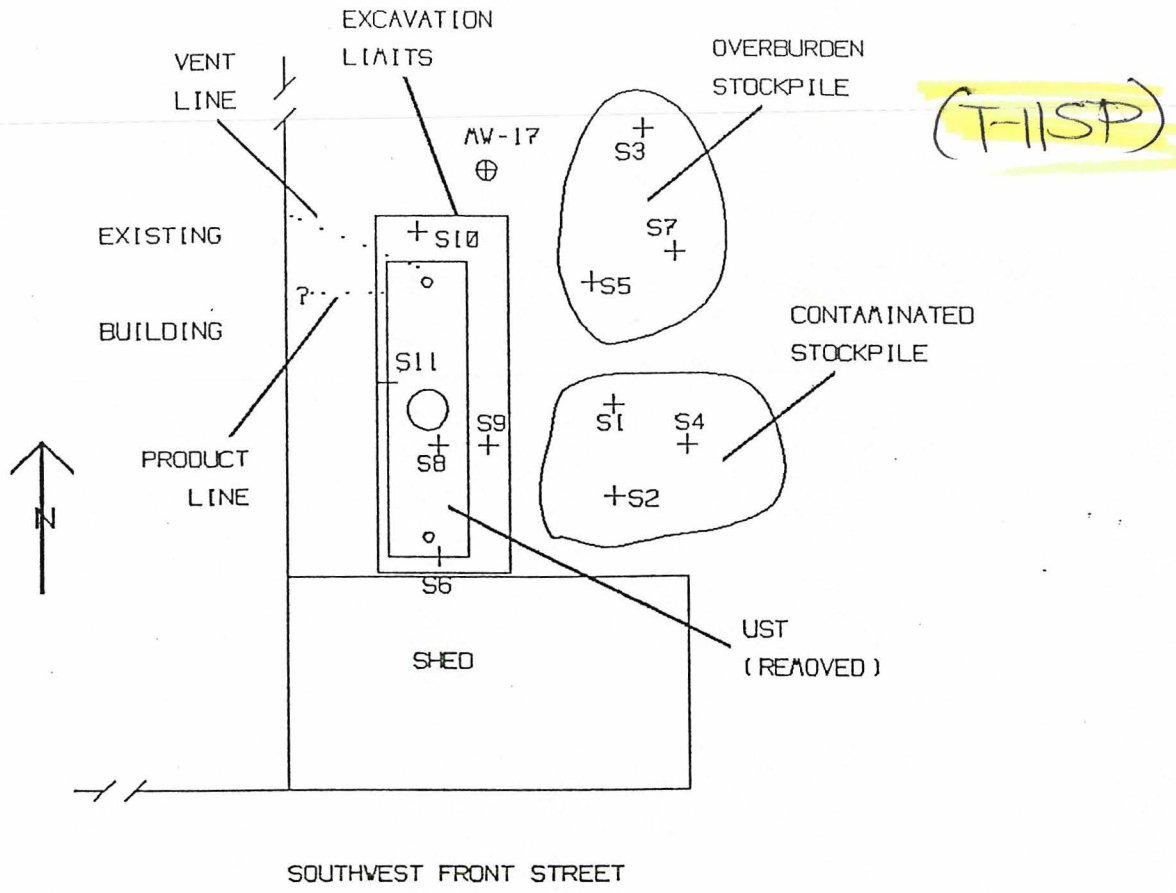 EXCAVATION
LIMITS
VENT
LINE
OVERBURDEN
STOCKPILE
(T-11SP)
MW-17
S3
EXISTING
S10
S7
S5
?
BUILDING
CONTAMINATED
STOCKPILE
S11
S1
S4
S9
S8
PRODUCT
LINE
S2
N
S6
UST
(REMOVED)
SHED
SOUTHWEST FRONT STREET